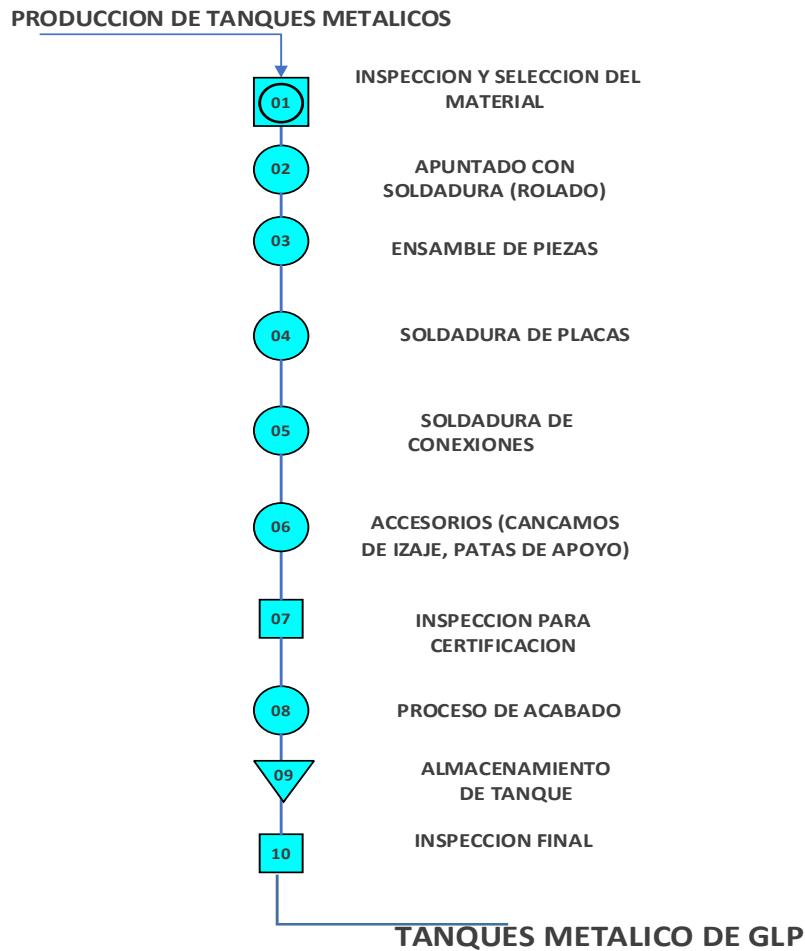 PRODUCCION DE TANQUES METALICOS
01
INSPECCION Y SELECCION DEL
MATERIAL
02
APUNTADO CON
SOLDADURA (ROLADO)
03
ENSAMBLE DE PIEZAS
04
SOLDADURA DE PLACAS
05
SOLDADURA DE
CONEXIONES
06
ACCESORIOS (CANCAMOS
DE IZAJE, PATAS DE APOYO)
07
INSPECCION PARA
CERTIFICACION
08
PROCESO DE ACABADO
09
ALMACENAMIENTO
DE TANQUE
10
INSPECCION FINAL
TANQUES METALICO DE GLP